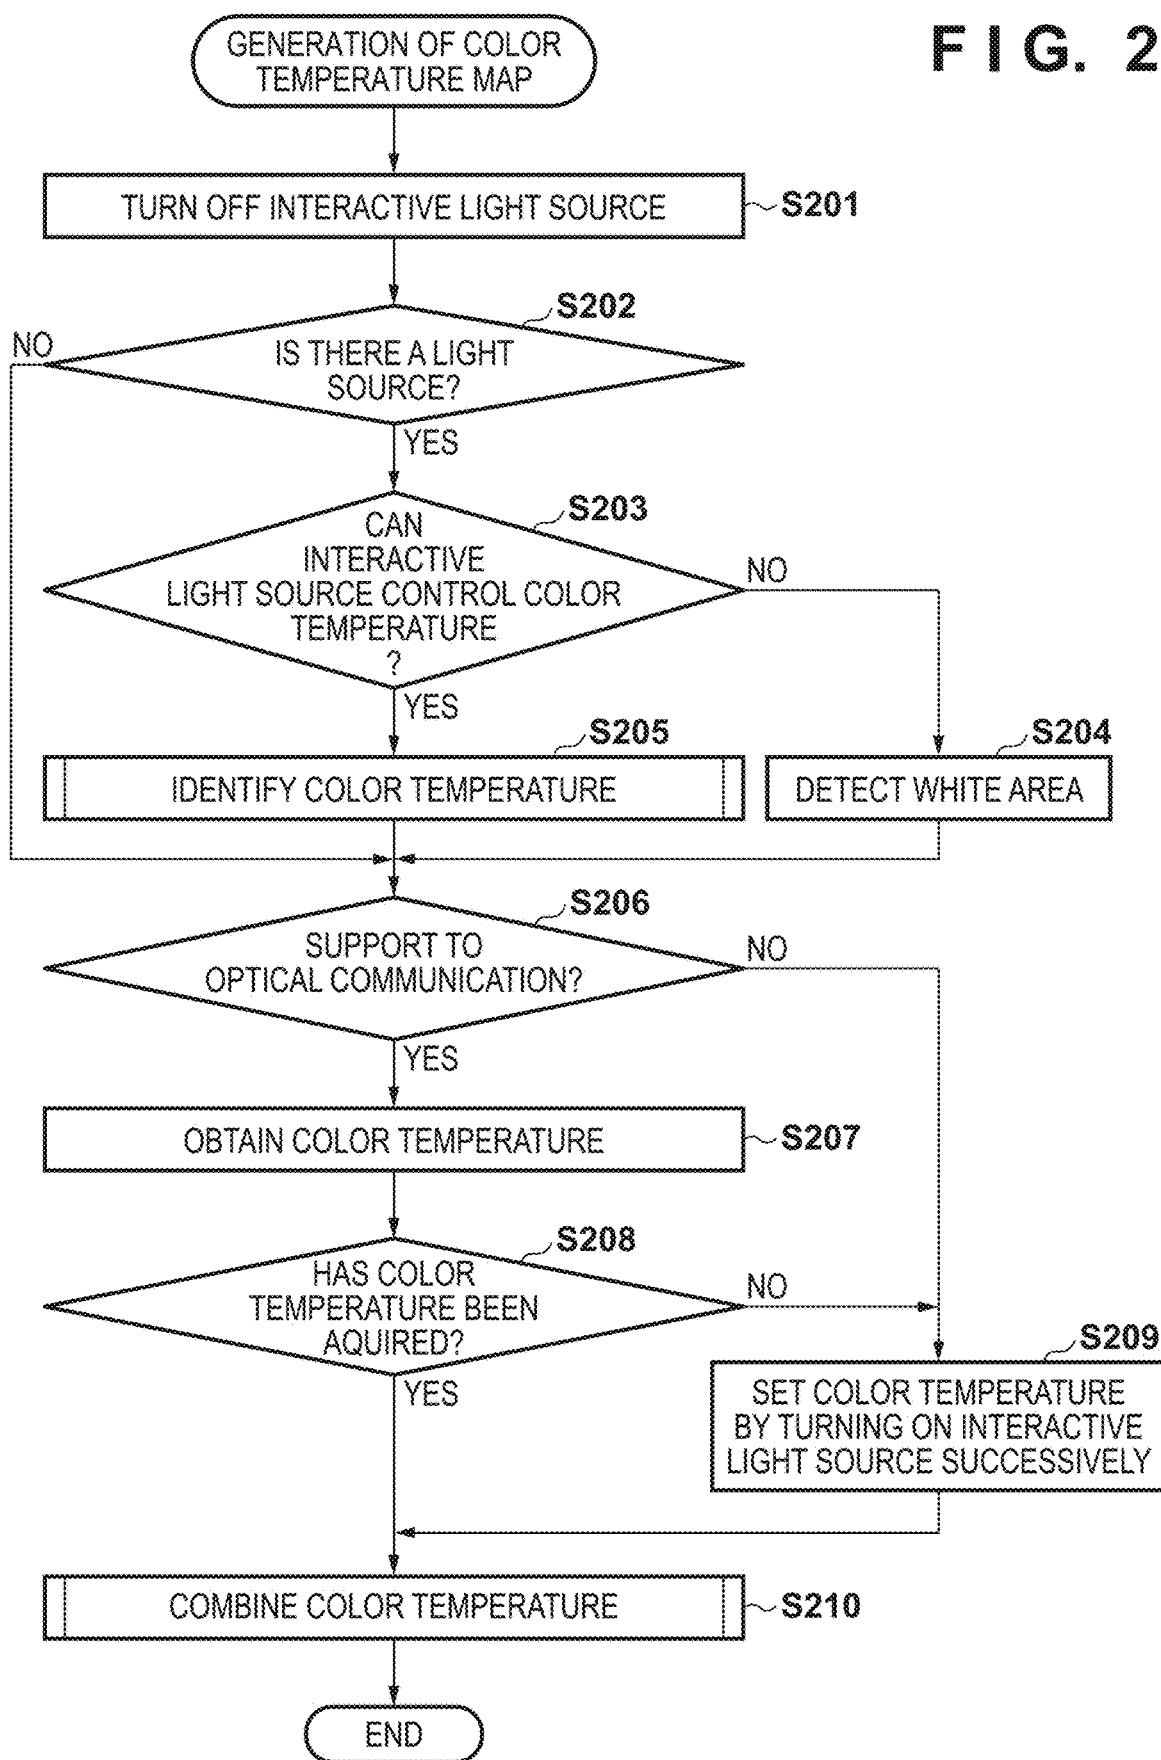 GENERATION OF COLOR
TEMPERATURE MAP
FIG. 2
TURN OFF INTERACTIVE LIGHT SOURCE
S201
S202
NO
IS THERE A LIGHT
SOURCE?
YES
S203
CAN
INTERACTIVE
LIGHT SOURCE CONTROL COLOR
TEMPERATURE
?
NO
YES
S205
IDENTIFY COLOR TEMPERATURE
S204
DETECT WHITE AREA
S206
SUPPORT TO
OPTICAL COMMUNICATION?
NO
YES
OBTAIN COLOR TEMPERATURE
S207
S208
HAS COLOR
TEMPERATURE BEEN
AQUIRED?
NO
YES
S209
SET COLOR TEMPERATURE
BY TURNING ON INTERACTIVE
LIGHT SOURCE SUCCESSIVELY
COMBINE COLOR TEMPERATURE
S210
END